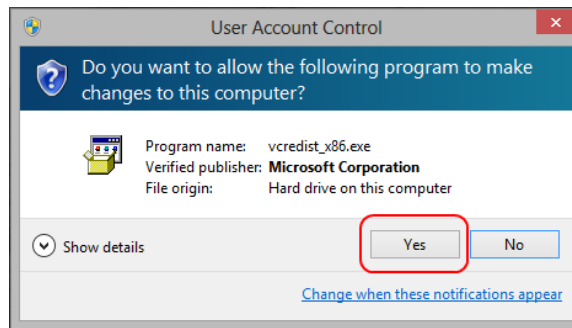 User Account Control
Do you want to allow the following program to make
changes to this computer?
Program name: vcredist_x86.exe
Verified publisher: Microsoft Corporation
File origin: Hard drive on this computer
Show details
Yes
No
Change when these notifications appear